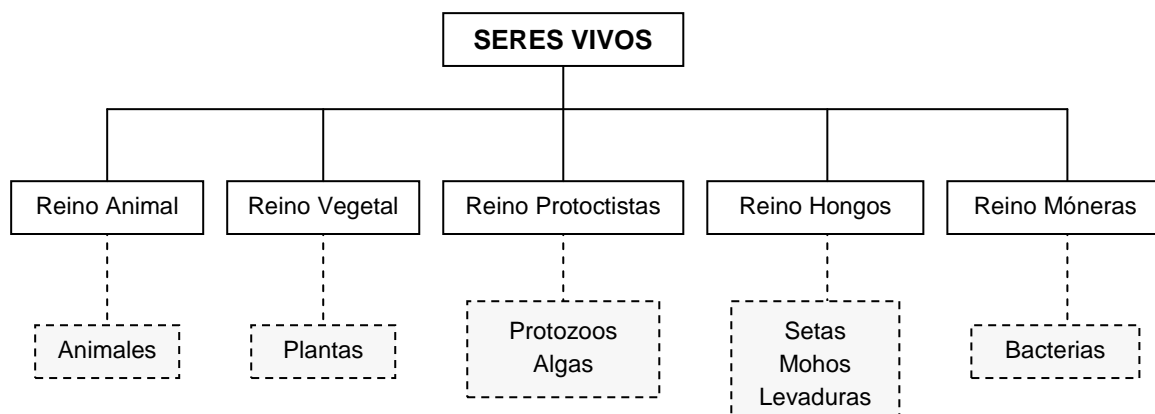 SERES VIVOS
Reino Animal
Reino Vegetal
Reino Protoctistas
Reino Hongos
Reino Móneras
Animales
Plantas
Protozoos
Algas
Setas
Mohos
Levaduras
Bacterias